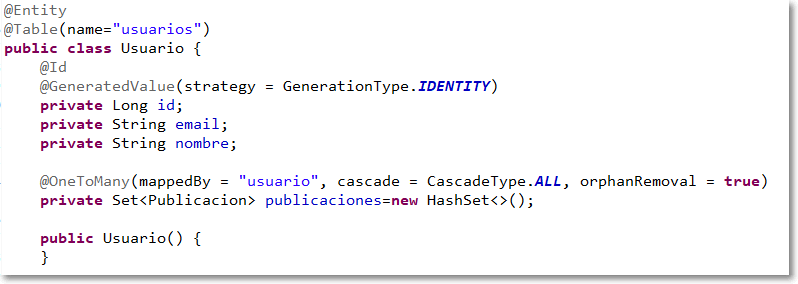 @Entity
@Table(name="usuarios")
public class Usuario {
    @Id
    @GeneratedValue(strategy = GenerationType.IDENTITY)
    private Long id;
    private String email;
    private String nombre;

    @OneToMany(mappedBy = "usuario", cascade = CascadeType.ALL, orphanRemoval = true)
    private Set<Publicacion> publicaciones=new HashSet<>();

    public Usuario() {
    }